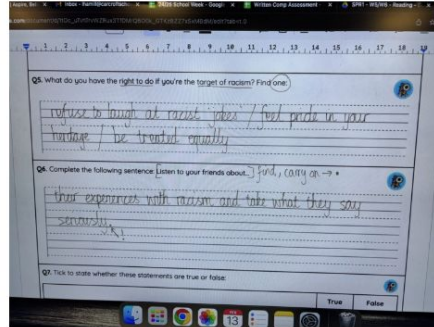 Q5. What do you have the right to do if you're the target of racism? Find one:
refuse to laugh at racist jokes / feel pride in your
heritage / be treated equally
Q6. Complete the following sentence: [Listen to your friends about...] find, carry on → •
their experiences with racism and take what they say
seriously.
Q7. Tick to state whether these statements are true or false:
True False
13